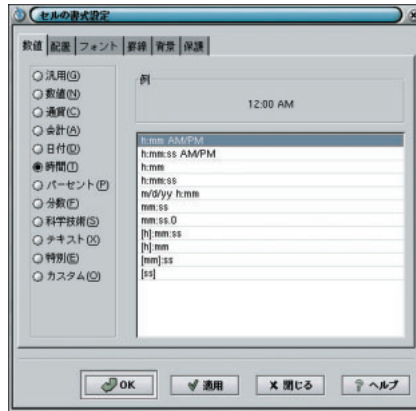 セルの書式設定
数値 配置 フォント 罫線 背景 保護
汎用(G)
数値(N)
通貨(C)
会計(A)
日付(D)
時間(T)
パーセント(P)
分数(F)
科学技術(S)
テキスト(X)
特別(E)
カスタム(O)
例
12:00 AM
h:mm AM/PM
h:mm:ss AM/PM
h:mm
h:mm:ss
m/d/yy h:mm
mm:ss
mm:ss.0
[h]:mm:ss
[h]:mm
[mm]:ss
[ss]
OK 適用 閉じる ヘルプ